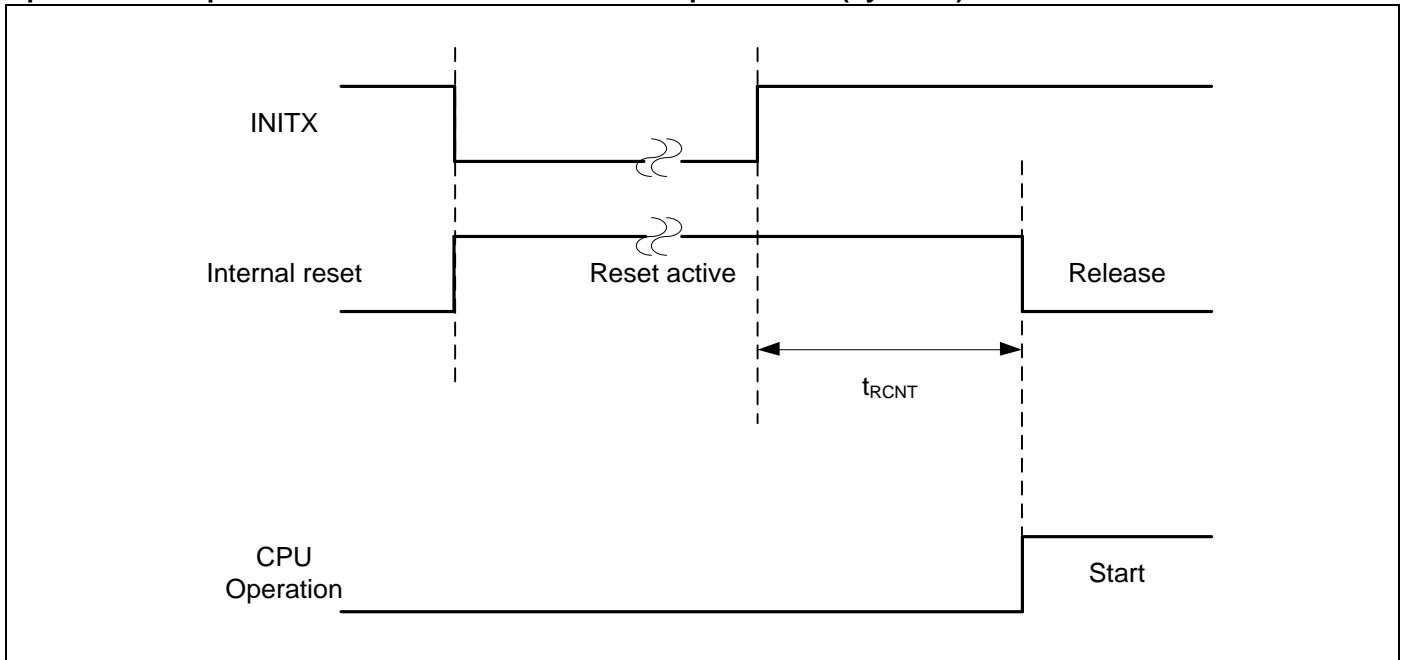 INITX
Internal reset
Reset active
Release
tRCNT
CPU
Operation
Start